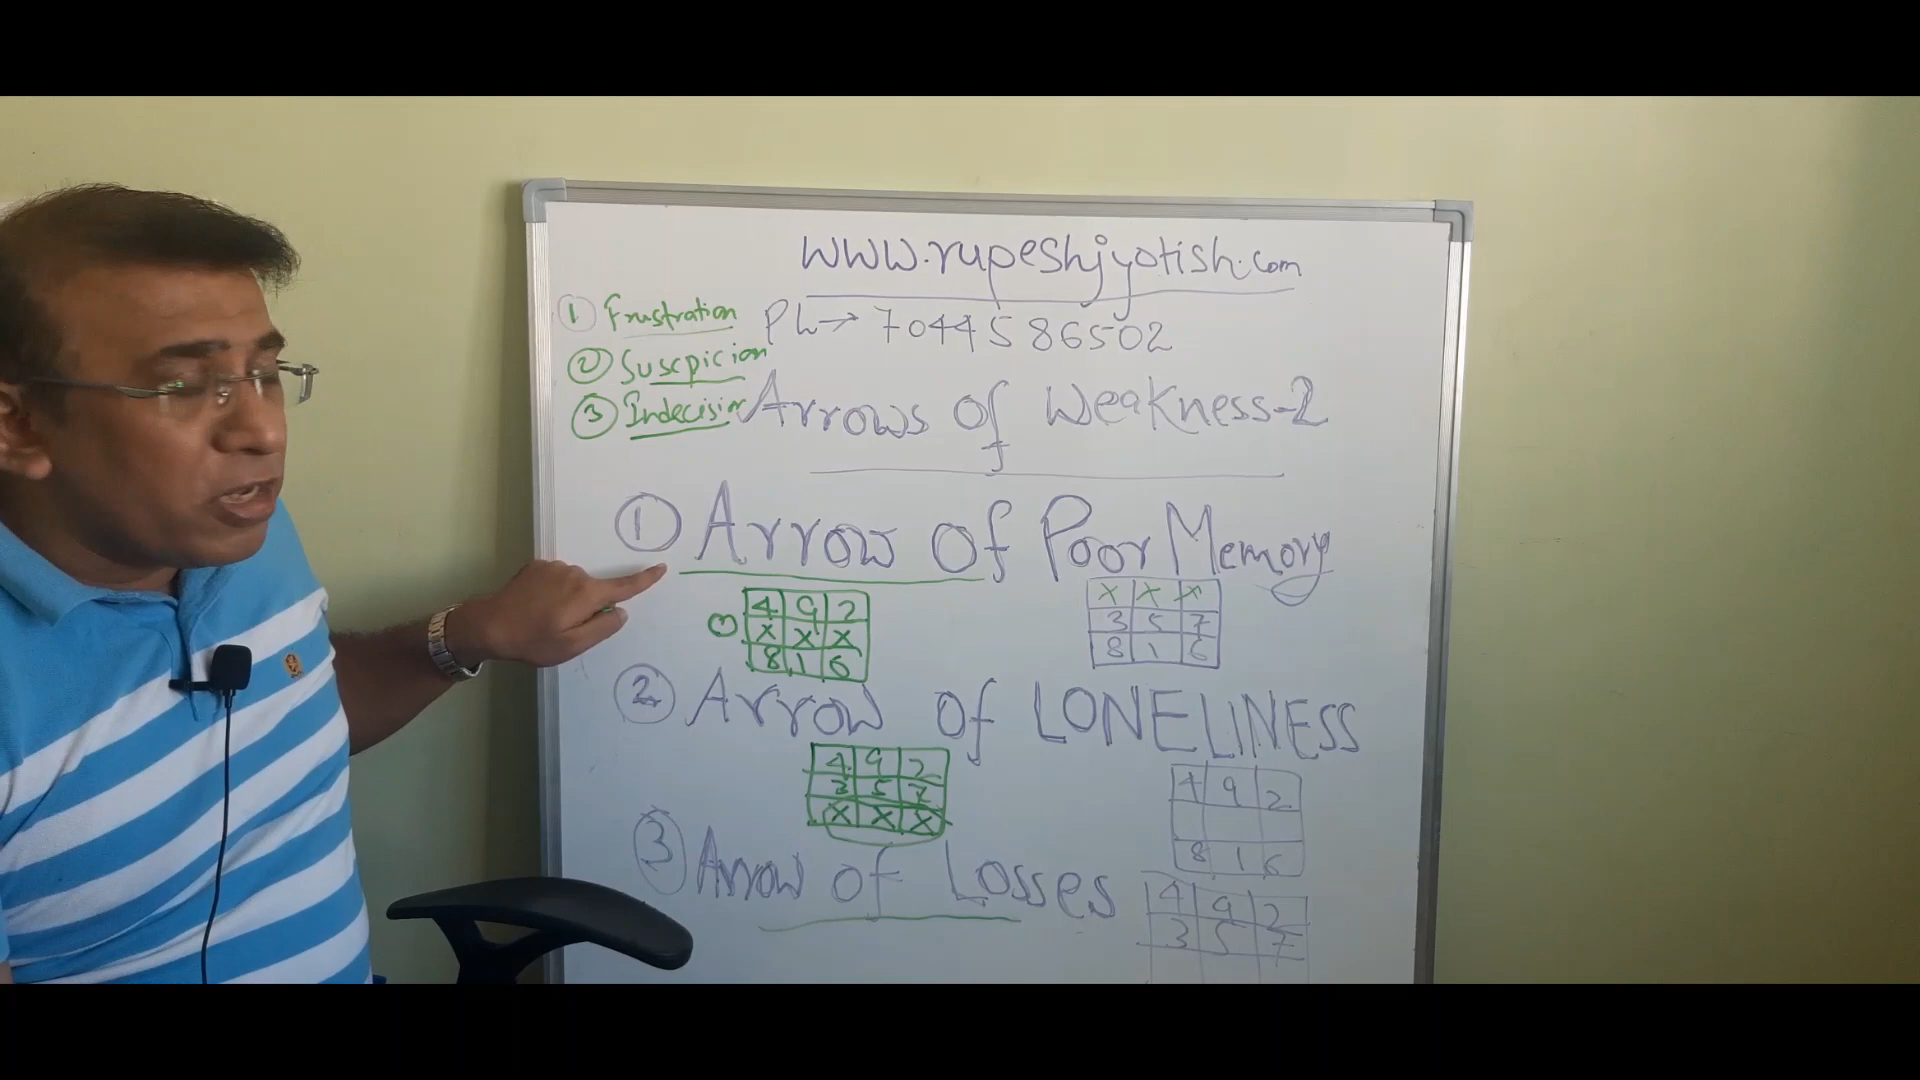 www.rupeshjyotish.com
① Frustration
Ph→ 7044586502
② Suscpicion
③ Indecision
Arrows Of Weakness-2
① Arrow Of Poor Memory
4 9 2
X X X
8 1 6
X X X
3 5 7
8 1 6
② Arrow Of LONELINESS
4 9 2
3 5 7
X X X
4 9 2
8 1 6
③ Arrow of Losses
4 9 2
3 5 7